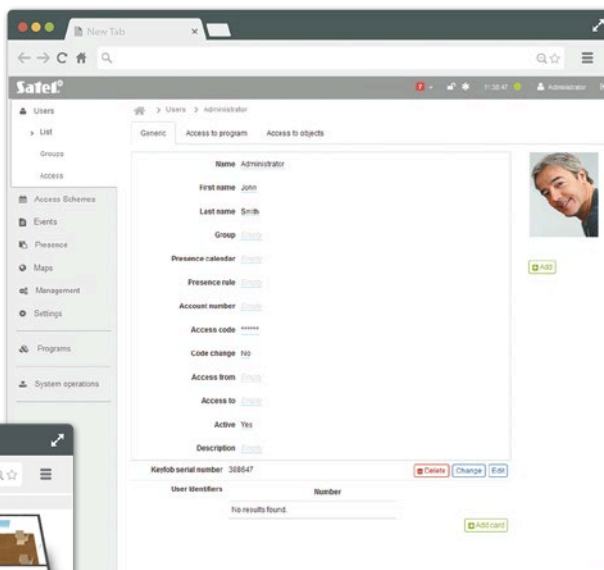 New Tab ×
Satel®
7 11:38:47 Administrator
Users
List
Groups
Access
Access Schemes
Events
Presence
Maps
Management
Settings
Programs
System operations
> Users > Administrator
Generic Access to program Access to objects
Name Administrator
First name John
Last name Smith
Group Empty
Presence calendar Empty
Presence rule Empty
Account number Empty
Access code ******
Code change No
Access from Empty
Access to Empty
Active Yes
Description Empty
Keyfob serial number 388647 Delete Change Edit
User Identifiers Number
No results found.
Add card
Add